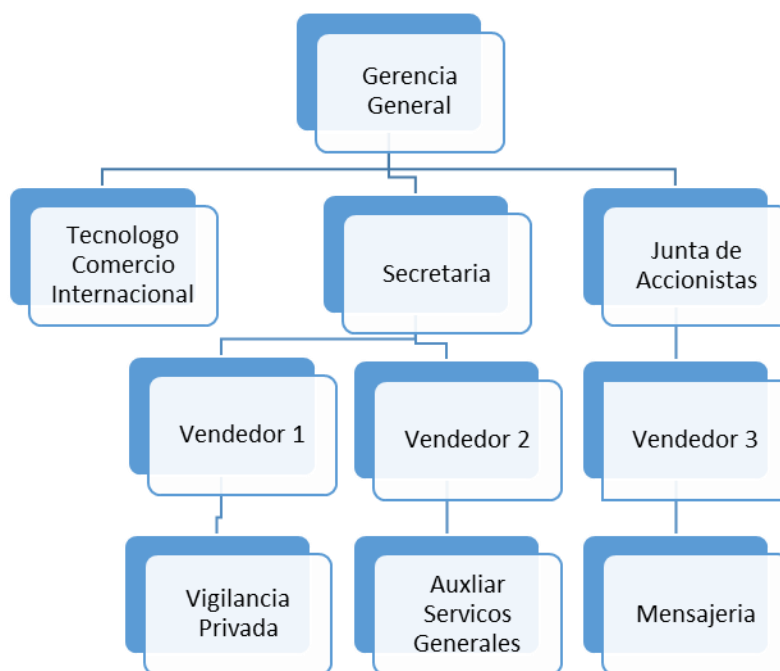 Gerencia
General
Tecnologo
Comercio
Internacional
Secretaria
Junta de
Accionistas
Vendedor 1
Vendedor 2
Vendedor 3
Vigilancia
Privada
Auxliar
Servicos
Generales
Mensajeria